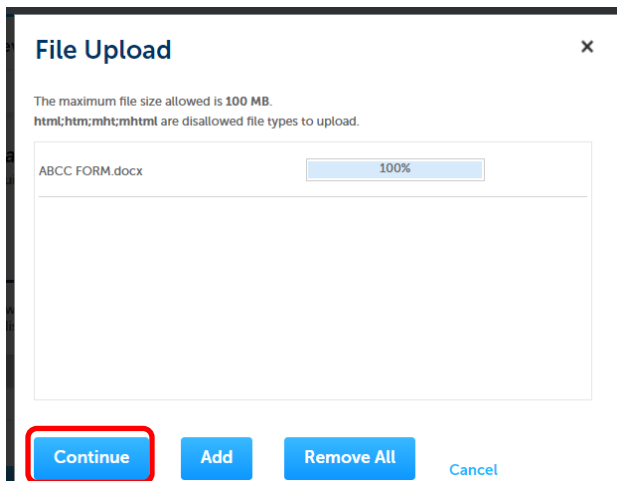 File Upload
×
The maximum file size allowed is 100 MB.
html;htm;mht;mhtml are disallowed file types to upload.
ABCC FORM.docx
100%
Continue
Add
Remove All
Cancel